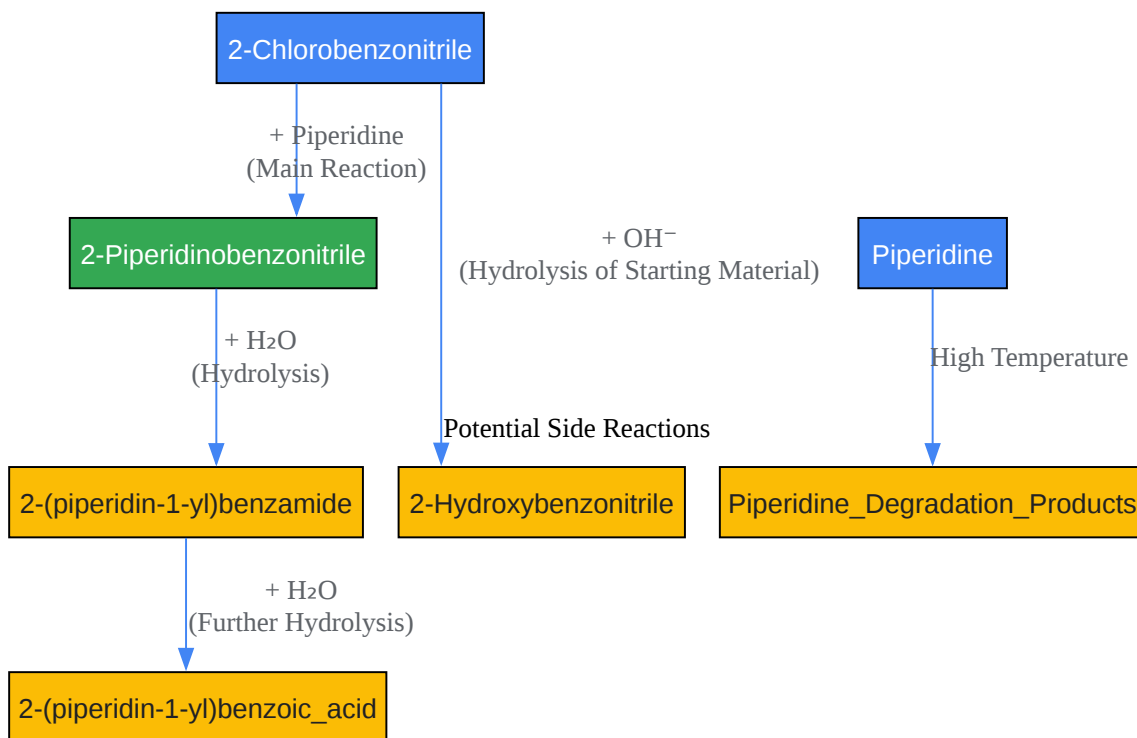 2-Chlorobenzonitrile
+ Piperidine
(Main Reaction)
2-Piperidinobenzonitrile
+ OH⁻
(Hydrolysis of Starting Material)
Piperidine
+ H₂O
(Hydrolysis)
High Temperature
Potential Side Reactions
2-(piperidin-1-yl)benzamide
2-Hydroxybenzonitrile
Piperidine_Degradation_Products
+ H₂O
(Further Hydrolysis)
2-(piperidin-1-yl)benzoic_acid